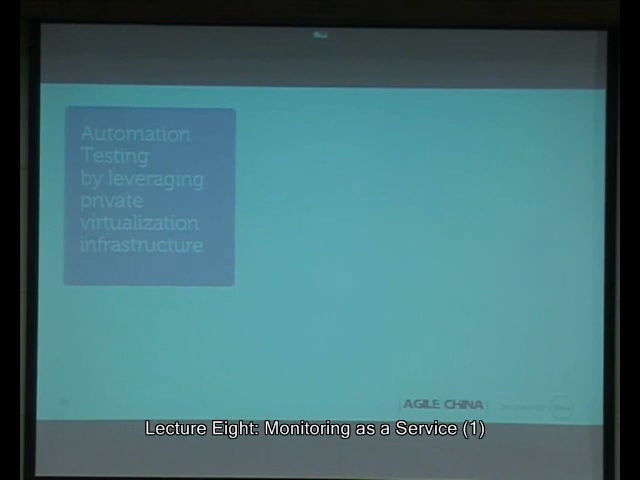 Automation
Testing
by leveraging
private
virtualization
infrastructure
AGILE CHINA
Lecture Eight: Monitoring as a Service (1)